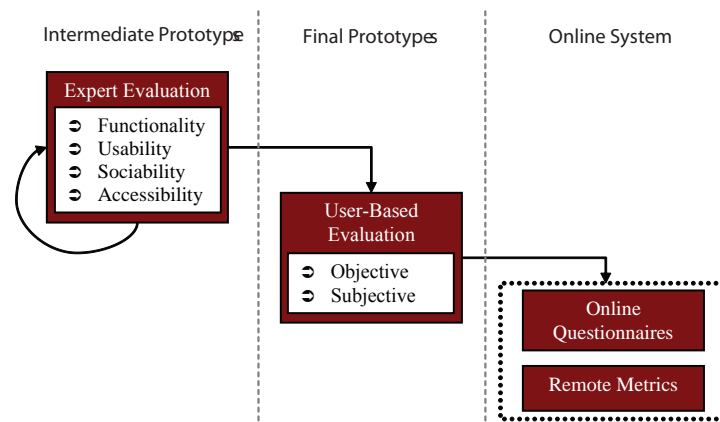 Intermediate Prototypes
Final Prototypes
Online System
Expert Evaluation
➲ Functionality
➲ Usability
➲ Sociability
➲ Accessibility
User-Based
Evaluation
➲ Objective
➲ Subjective
Online
Questionnaires
Remote Metrics